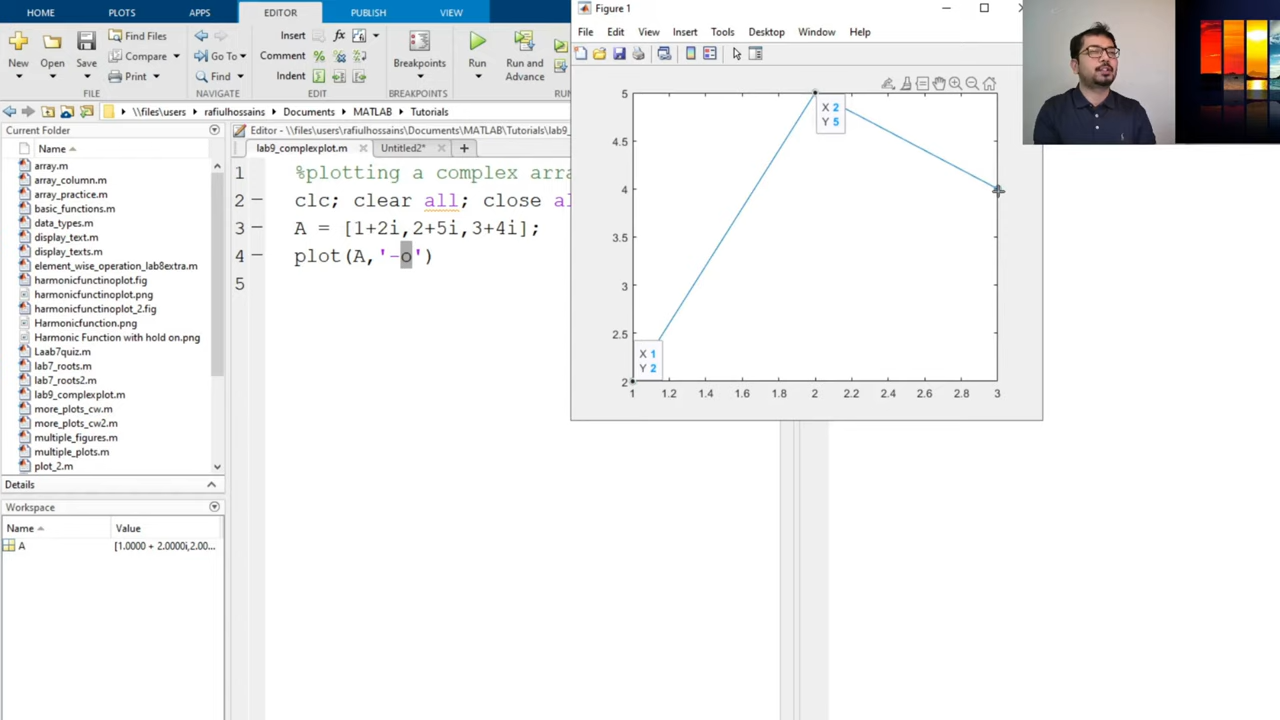 HOME PLOTS APPS EDITOR PUBLISH VIEW
New Open Save
Find Files
Compare
Print
FILE
Go To
Find
NAVIGATE
Insert fx
Comment %
Indent
EDIT
Breakpoints
BREAKPOINTS
Run
Run and
Advance
\\files\users rafiulhossains Documents MATLAB Tutorials
Current Folder
Name
array.m
array_column.m
array_practice.m
basic_functions.m
data_types.m
display_text.m
display_texts.m
element_wise_operation_lab8extra.m
harmonicfunctinoplot.fig
harmonicfunctinoplot.png
harmonicfunctinoplot_2.fig
Harmonicfunction.png
Harmonic Function with hold on.png
Laab7quiz.m
lab7_roots.m
lab7_roots2.m
lab9_complexplot.m
more_plots_cw.m
more_plots_cw2.m
multiple_figures.m
multiple_plots.m
plot_2.m
Details
Workspace
Name Value
A [1.0000 + 2.0000i,2.00...
Editor - \\files\users\rafiulhossains\Documents\MATLAB\Tutorials\lab9_
lab9_complexplot.m Untitled2*
1 %plotting a complex arra
2 clc; clear all; close al
3 A = [1+2i,2+5i,3+4i];
4 plot(A,'-o')
5
Figure 1
File Edit View Insert Tools Desktop Window Help
5
4.5
4
3.5
3
2.5
2
X 2
Y 5
X 1
Y 2
1 1.2 1.4 1.6 1.8 2 2.2 2.4 2.6 2.8 3